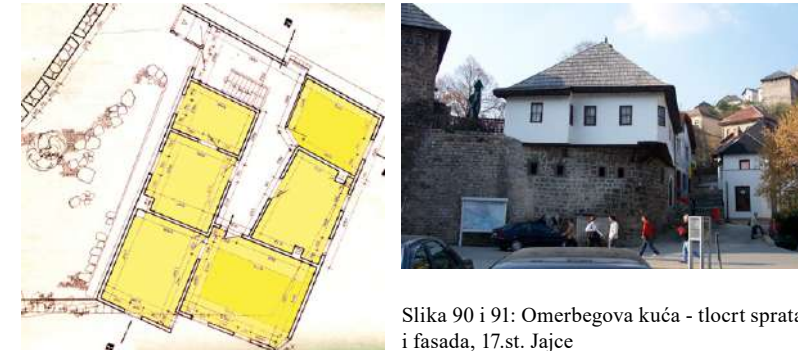 Slika 90 i 91: Omerbegova kuća - tlocrt sprata
i fasada, 17.st. Jajce